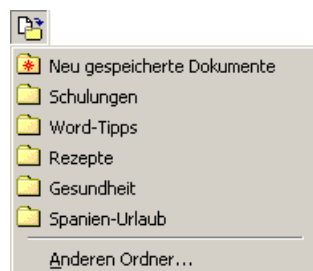 Neu gespeicherte Dokumente
Schulungen
Word-Tipps
Rezepte
Gesundheit
Spanien-Urlaub
Anderen Ordner...